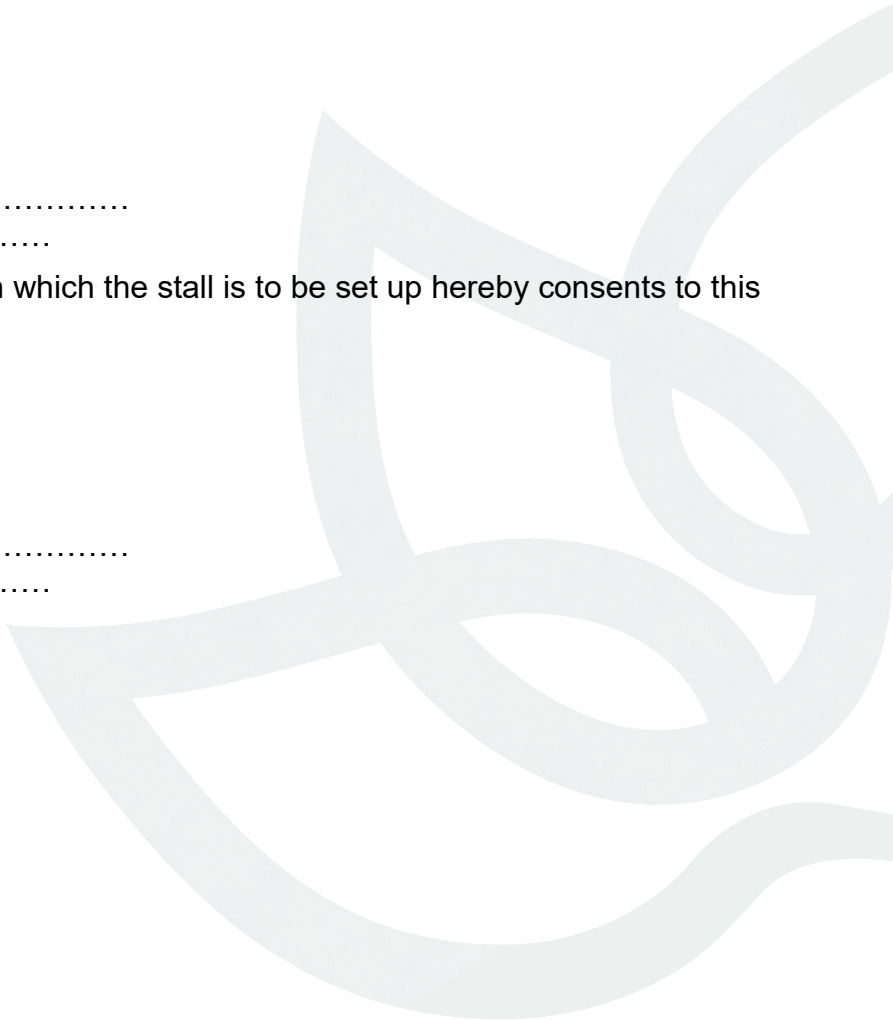 …………
…..
which the stall is to be set up hereby consents to this
…………
…..